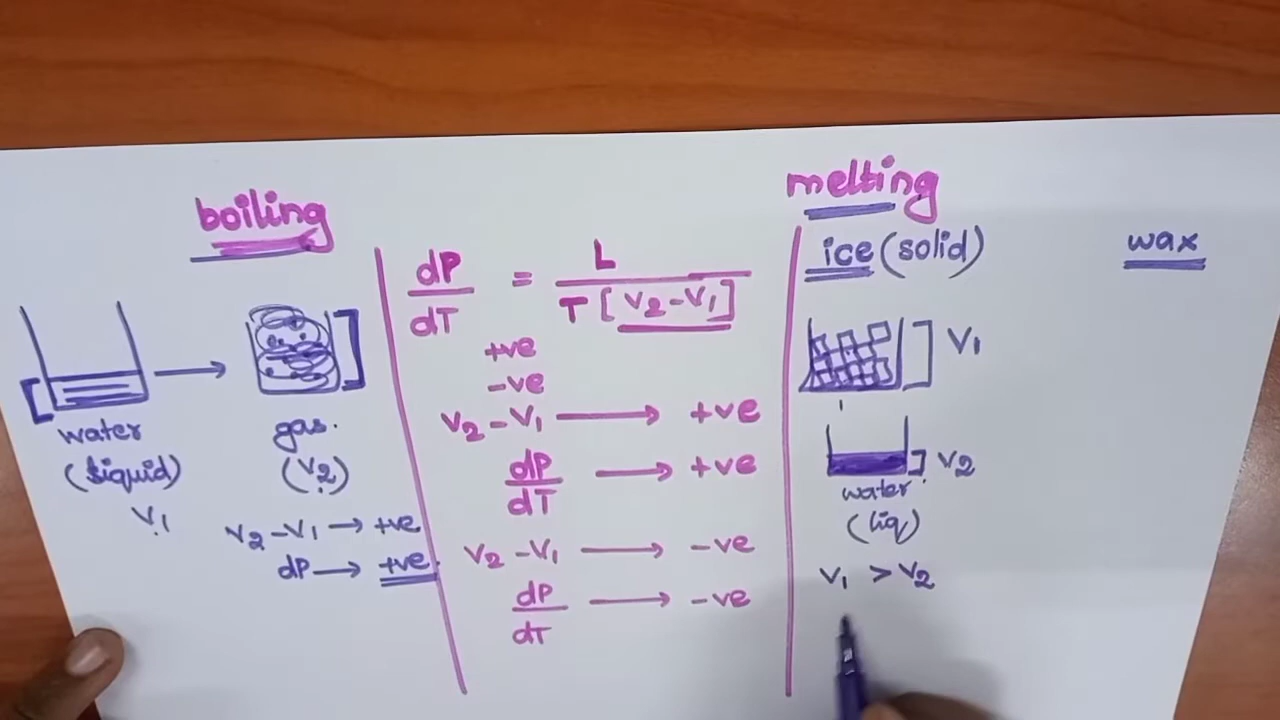 boiling
water
(liquid)
V₁
gas.
(V₂)
V₂ – V₁ → +ve
dP → +ve.
dP/dT = L / T [V₂ – V₁]
+ve
-ve
V₂ – V₁ → +ve
dP/dT → +ve
V₂ – V₁ → -ve
dP/dT → -ve
melting
ice (solid)
V₁
V₂
water
(liq)
V₁ > V₂
wax